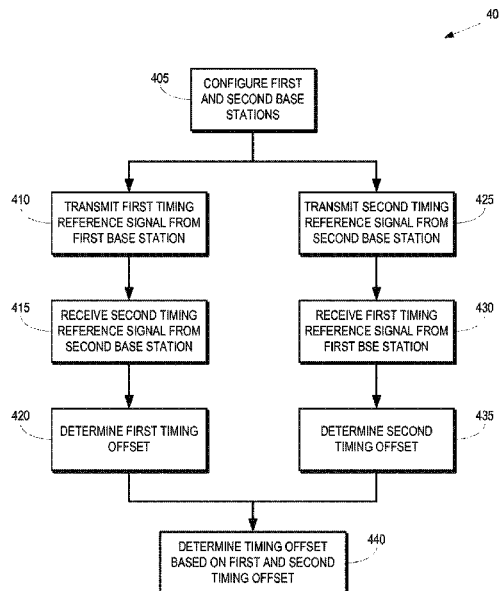 40
405
CONFIGURE FIRST
AND SECOND BASE
STATIONS
410
TRANSMIT FIRST TIMING
REFERENCE SIGNAL FROM
FIRST BASE STATION
TRANSMIT SECOND TIMING
REFERENCE SIGNAL FROM
SECOND BASE STATION
425
415
RECEIVE SECOND TIMING
REFERENCE SIGNAL FROM
SECOND BASE STATION
RECEIVE FIRST TIMING
REFERENCE SIGNAL FROM
FIRST BSE STATION
430
420
DETERMINE FIRST TIMING
OFFSET
DETERMINE SECOND
TIMING OFFSET
435
DETERMINE TIMING OFFSET
BASED ON FIRST AND SECOND
TIMING OFFSET
440